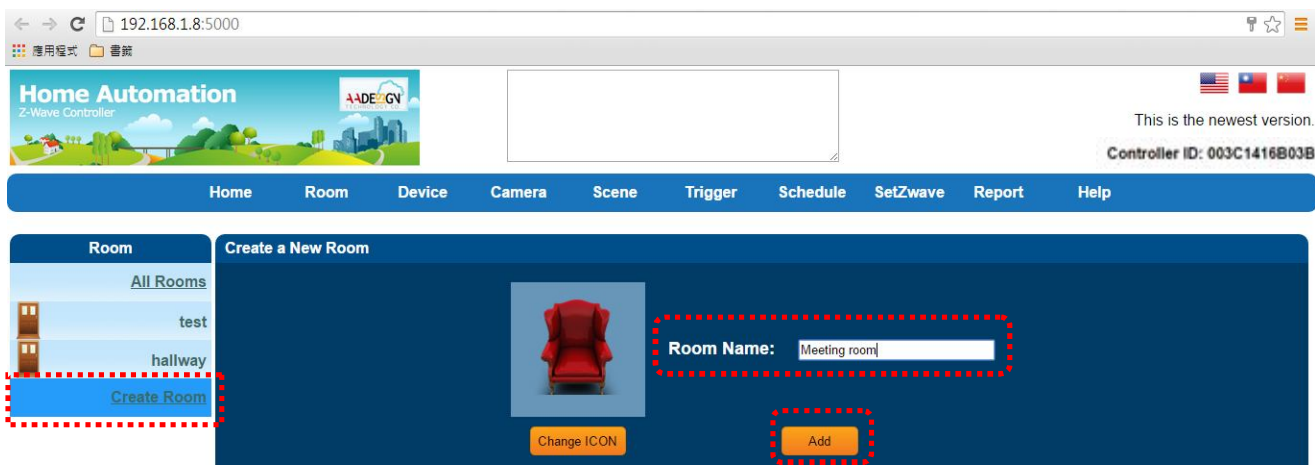 192.168.1.8:5000
應用程式 書籤
Home Automation
Z-Wave Controller
This is the newest version.
Controller ID: 003C1416B03B
Home Room Device Camera Scene Trigger Schedule SetZwave Report Help
Room
Create a New Room
All Rooms
test
hallway
Create Room
Room Name: Meeting room
Change ICON Add